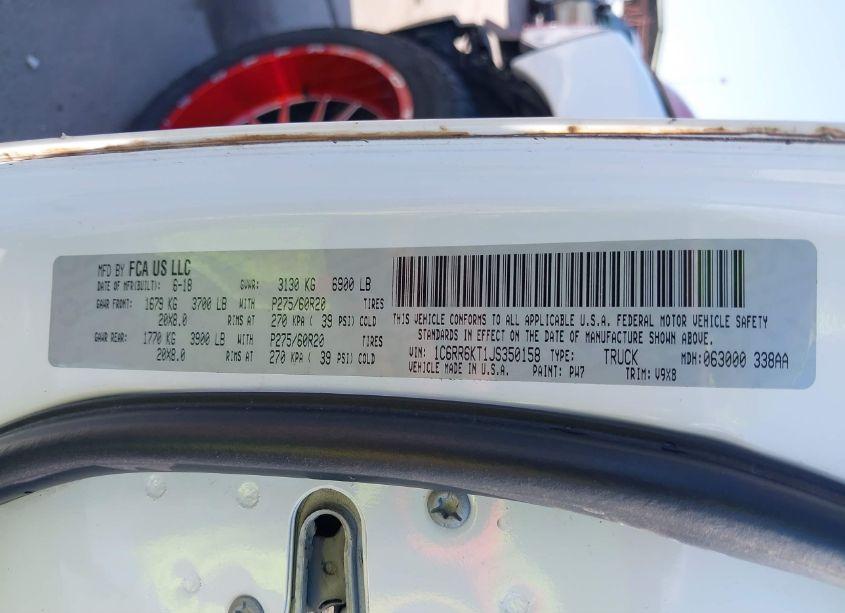 MFD BY FCA US LLC
DATE OF MFR(BUILT): 6-18 GVWR: 3130 KG 6900 LB
GAWR FRONT: 1679 KG 3700 LB WITH P275/60R20 TIRES
20X8.0 RIMS AT 270 KPA ( 39 PSI) COLD
GAWR REAR: 1770 KG 3900 LB WITH P275/60R20 TIRES
20X8.0 RIMS AT 270 KPA ( 39 PSI) COLD
THIS VEHICLE CONFORMS TO ALL APPLICABLE U.S.A. FEDERAL MOTOR VEHICLE SAFETY
STANDARDS IN EFFECT ON THE DATE OF MANUFACTURE SHOWN ABOVE.
VIN: 1C6RR6KT1JS350158 TYPE: TRUCK MDH: 063000 338AA
VEHICLE MADE IN U.S.A. PAINT: PW7 TRIM: V9XB